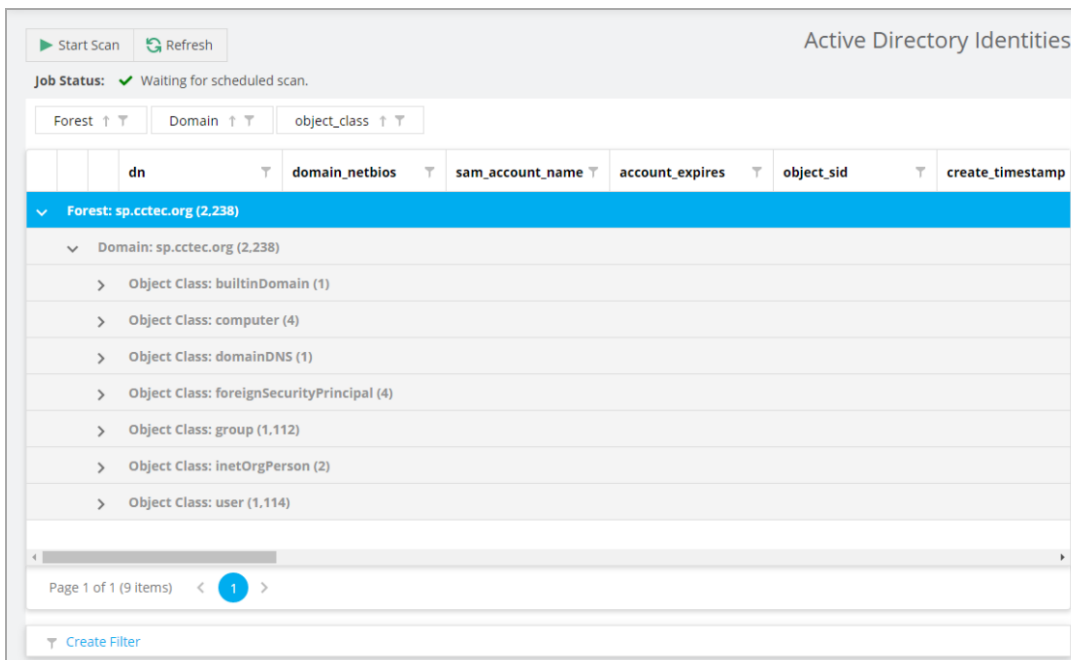 Start Scan Refresh Active Directory Identities
Job Status: Waiting for scheduled scan.
Forest Domain object_class
dn domain_netbios sam_account_name account_expires object_sid create_timestamp
Forest: sp.cctec.org (2,238)
Domain: sp.cctec.org (2,238)
Object Class: builtinDomain (1)
Object Class: computer (4)
Object Class: domainDNS (1)
Object Class: foreignSecurityPrincipal (4)
Object Class: group (1,112)
Object Class: inetOrgPerson (2)
Object Class: user (1,114)
Page 1 of 1 (9 items) 1
Create Filter